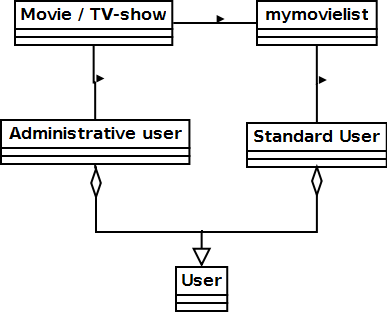 Movie / TV-show
mymovielist
Administrative user
Standard User
User